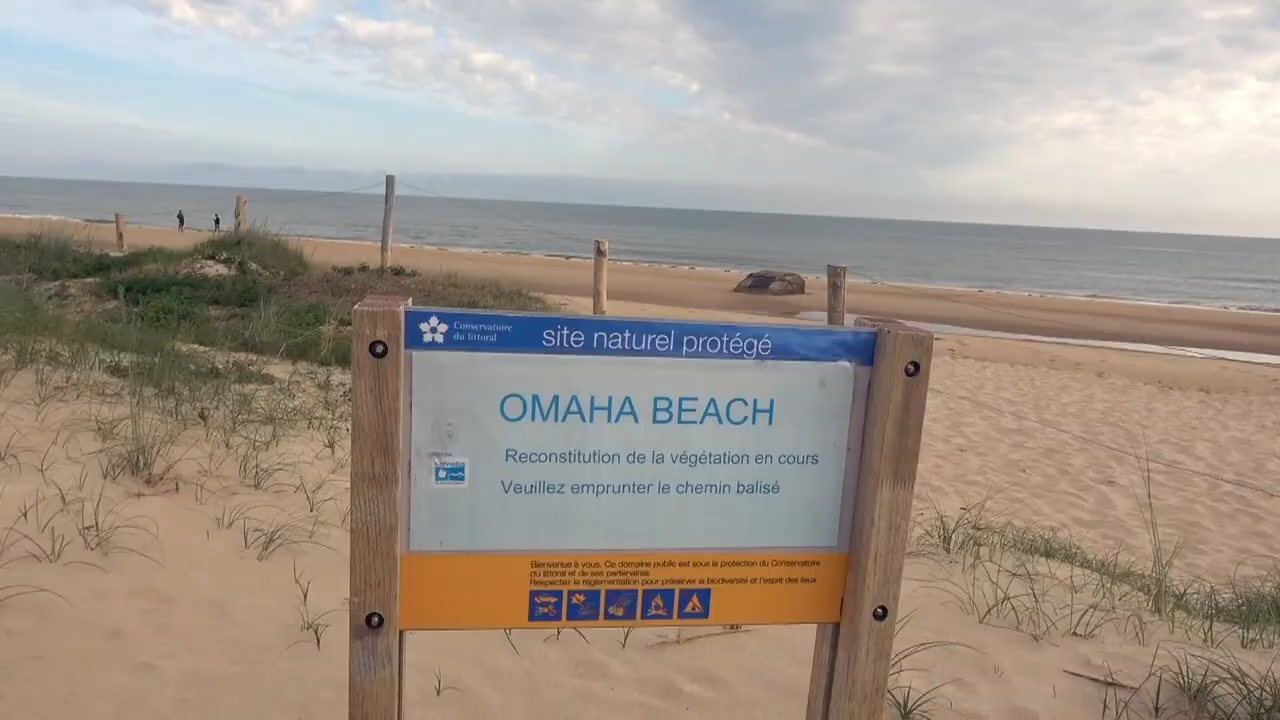 Conservatoire
du littoral
site naturel protégé
OMAHA BEACH
Reconstitution de la végétation en cours
Veuillez emprunter le chemin balisé
Bienvenue à vous. Ce domaine public est sous la protection du Conservatoire
du littoral et de ses partenaires.
Respectez la réglementation pour préserver la biodiversité et l'esprit des lieux.